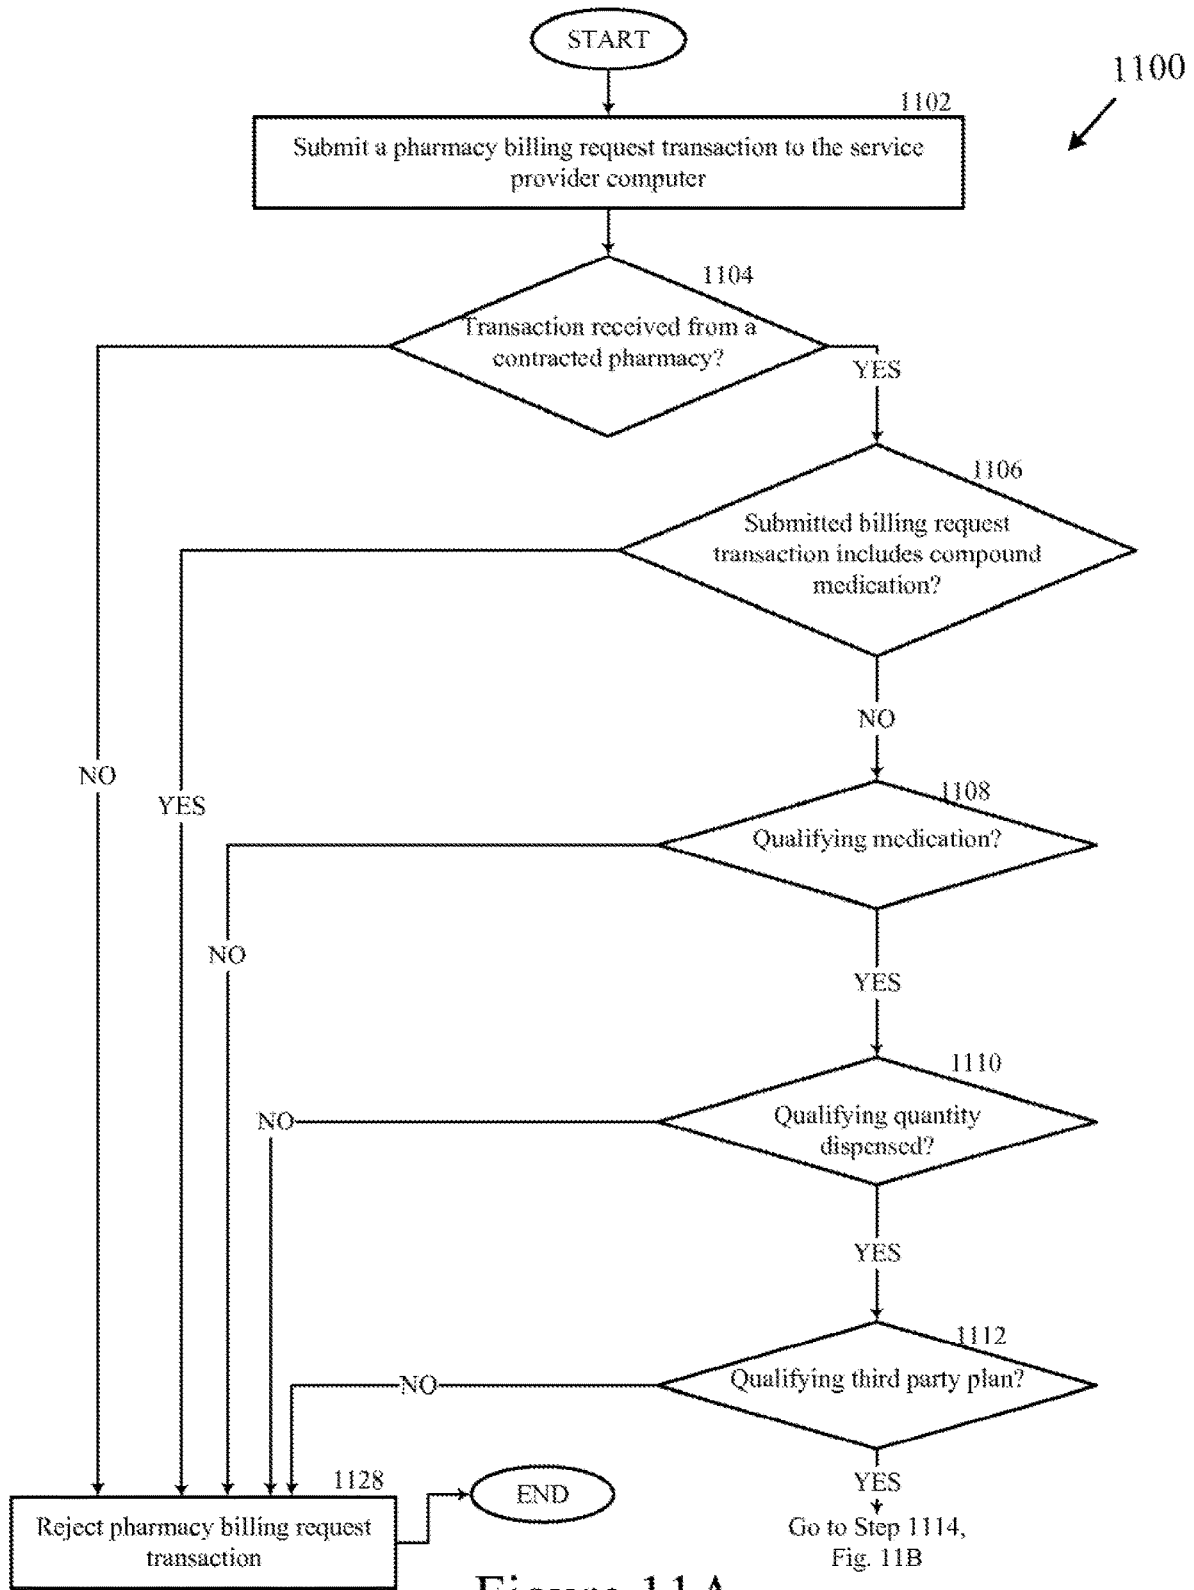 START
1100
1102
Submit a pharmacy billing request transaction to the service
provider computer
1104
Transaction received from a
contracted pharmacy?
YES
1106
Submitted billing request
transaction includes compound
medication?
NO
NO
YES
1108
Qualifying medication?
NO
YES
1110
Qualifying quantity
dispensed?
NO
YES
1112
Qualifying third party plan?
NO
YES
1128
Reject pharmacy billing request
transaction
END
Go to Step 1114,
Fig. 11B
Figure 11A